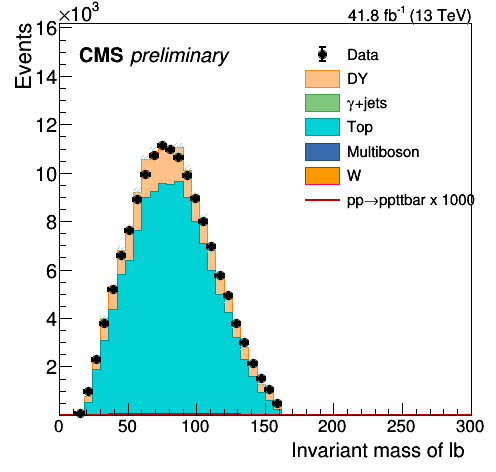 ×10³
41.8 fb⁻¹ (13 TeV)
Events
CMS preliminary
Data
DY
γ+jets
Top
Multiboson
W
pp→ppttbar x 1000
16
14
12
10
8
6
4
2
0 50 100 150 200 250 300
Invariant mass of lb